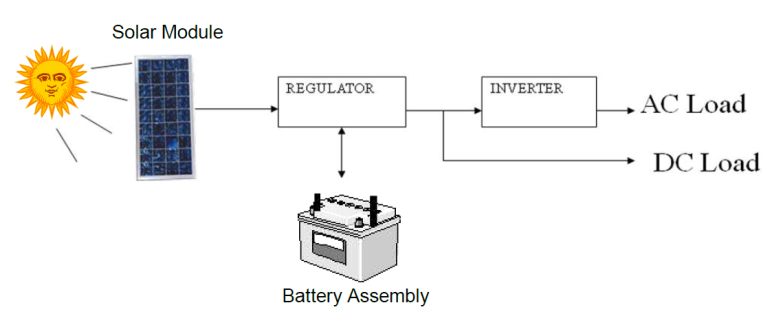 Solar Module
REGULATOR
INVERTER
AC Load
DC Load
Battery Assembly